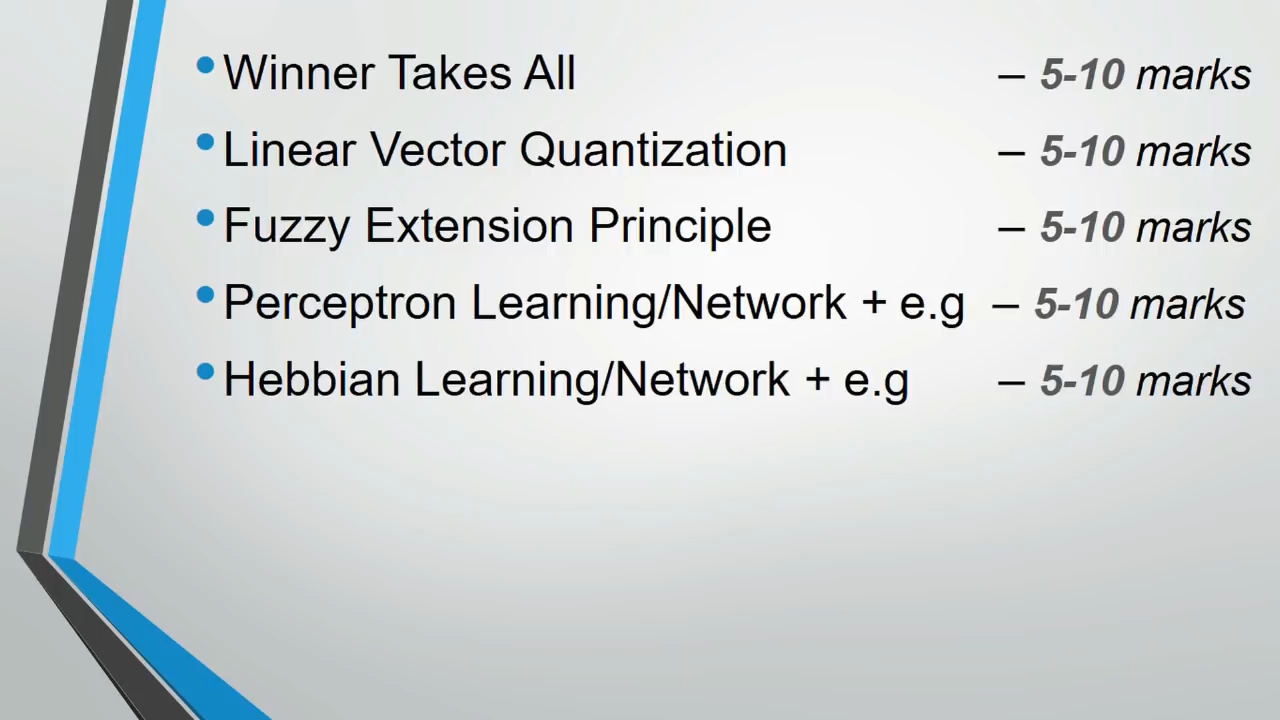 • Winner Takes All – 5-10 marks
• Linear Vector Quantization – 5-10 marks
• Fuzzy Extension Principle – 5-10 marks
• Perceptron Learning/Network + e.g – 5-10 marks
• Hebbian Learning/Network + e.g – 5-10 marks